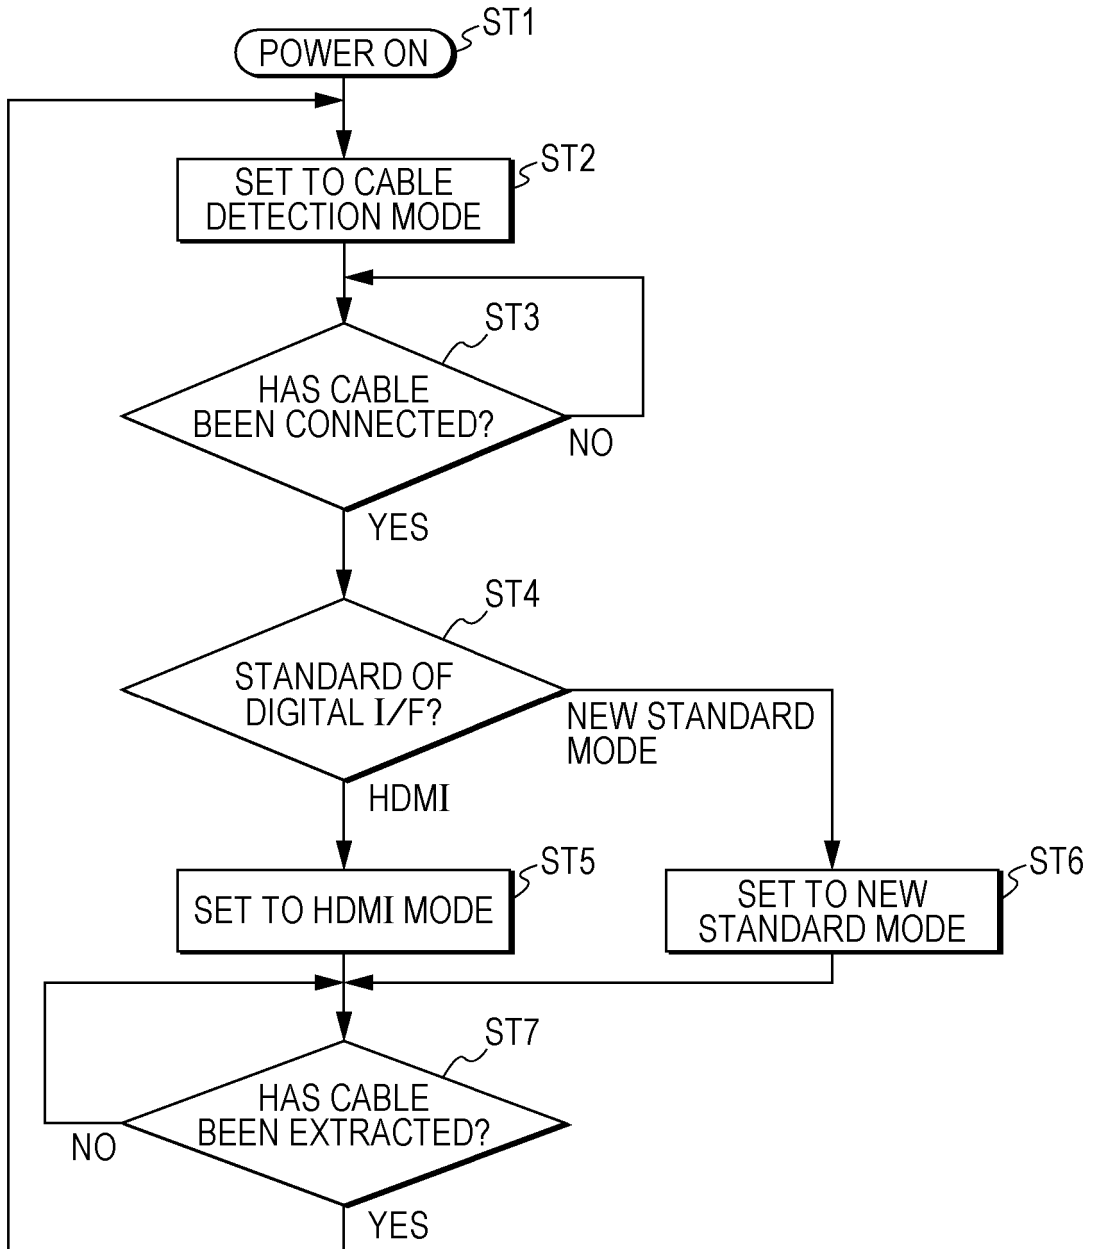 ST1
POWER ON
ST2
SET TO CABLE
DETECTION MODE
ST3
HAS CABLE
BEEN CONNECTED?
NO
YES
ST4
STANDARD OF
DIGITAL I/F?
NEW STANDARD
MODE
HDMI
ST5
SET TO HDMI MODE
ST6
SET TO NEW
STANDARD MODE
ST7
HAS CABLE
BEEN EXTRACTED?
NO
YES